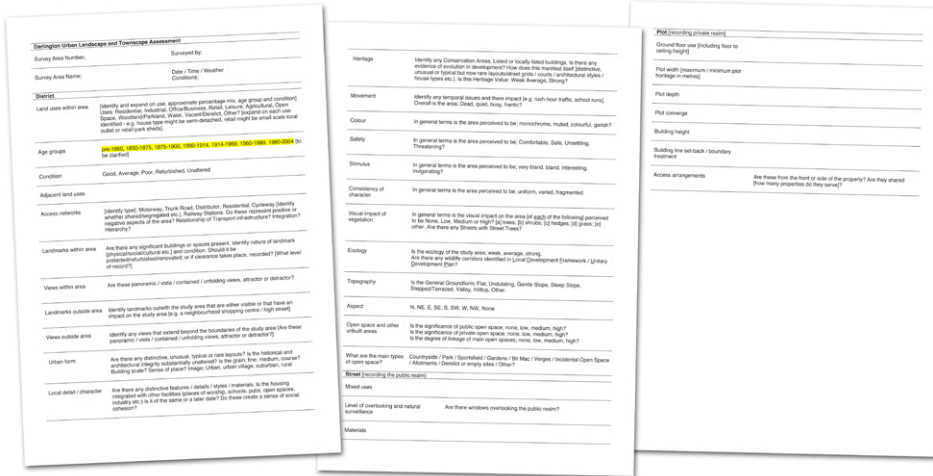 Darlington Urban Landscape and Townscape Assessment
Survey Area Number; Surveyed by;
Survey Area Name; Date / Time / Weather
Conditions;
District
Land uses within area [Identify and expand on use, approximate percentage mix, age group and condition]
Uses: Residential, Industrial, Office/Business, Retail, Leisure, Agricultural, Open
Space, Woodland/Parkland, Water, Vacant/Derelict, Other? [expand on each use
identified - e.g. house type might be semi-detached, retail might be small scale local
outlet or retail-park sheds].
Age groups pre-1850, 1850-1875, 1875-1900, 1900-1914, 1914-1960, 1960-1980, 1980-2004 [to
be clarified]
Condition Good, Average, Poor, Refurbished, Unaltered
Adjacent land uses
Access networks [Identify type]: Motorway, Trunk Road, Distributor, Residential, Cycleway [identify
whether shared/segregated etc.], Railway Stations. Do these represent positive or
negative aspects of the area? Relationship of Transport infrastructure? Integration?
Hierarchy?
Landmarks within area Are there any significant buildings or spaces present. Identify nature of landmark
[physical/social/cultural etc.] and condition. Should it be
protected/refurbished/removed; or if clearance takes place, recorded? [What level
of record?]
Views within area Are these panoramic / vista / contained / unfolding views, attractor or detractor?
Landmarks outside area Identify landmarks outwith the study area that are either visible or that have an
impact on the study area [e.g. a neighbourhood shopping centre / high street]
Views outside area Identify any views that extend beyond the boundaries of the study area [Are these
panoramic / vista / contained / unfolding views, attractor or detractor?]
Urban form Are there any distinctive, unusual, typical or rare layouts? Is the historical and
architectural integrity substantially unaltered? Is the grain; fine, medium, course?
Building scale? Sense of place? Image; Urban, urban village, suburban, rural
Local detail / character Are there any distinctive features / details / styles / materials. Is the housing
integrated with other facilities (places of worship, schools, pubs, open spaces,
industry etc.) Is it of the same or a later date? Do these create a sense of social
cohesion?
Heritage Identify any Conservation Areas, Listed or locally listed buildings. Is there any
evidence of evolution in development? How does this manifest itself [distinctive,
unusual or typical but now rare layouts/street grids / courts / architectural styles /
house types etc.]. Is this Heritage Value: Weak Average, Strong?
Movement Identify any temporal issues and there impact [e.g. rush-hour traffic; school runs]
Overall is the area; Dead, quiet, busy, hectic?
Colour In general terms is the area perceived to be; monochrome, muted, colourful, garish?
Safety In general terms is the area perceived to be: Comfortable, Safe, Unsettling,
Threatening?
Stimulus In general terms is the area perceived to be; very bland, bland, interesting,
invigorating?
Consistency of In general terms is the area perceived to be; uniform, varied, fragmented.
character
Visual impact of In general terms is the visual impact on the area [of each of the following] perceived
vegetation to be None, Low, Medium or High? [a] trees; [b] shrubs; [c] hedges; [d] grass; [e]
other. Are there any Streets with Street Trees?
Ecology Is the ecology of the study area; weak, average, strong.
Are there any wildlife corridors identified in Local Development Framework / Unitary
Development Plan?
Topography Is the General Groundform; Flat, Undulating, Gentle Slope, Steep Slope,
Stepped/Terraced, Valley, Hilltop, Other.
Aspect N, NE, E, SE, S, SW, W, NW, None
Open space and other Is the significance of public open space; none, low, medium, high?
unbuilt areas Is the significance of private open space; none, low, medium, high?
Is the degree of linkage of main open spaces; none, low, medium, high?
What are the main types Countryside / Park / Sportsfield / Gardens / Bit Mac / Verges / Incidental Open Space
of open space? / Allotments / Derelict or empty sites / Other?
Street [recording the public realm]
Mixed uses
Level of overlooking and natural Are there windows overlooking the public realm?
surveillance
Materials
Plot [recording private realm]
Ground floor use [including floor to
ceiling height]
Plot width [maximum / minimum plot
frontage in metres]
Plot depth
Plot converge
Building height
Building line set-back / boundary
treatment
Access arrangements Are these from the front or side of the property? Are they shared
[how many properties do they serve]?